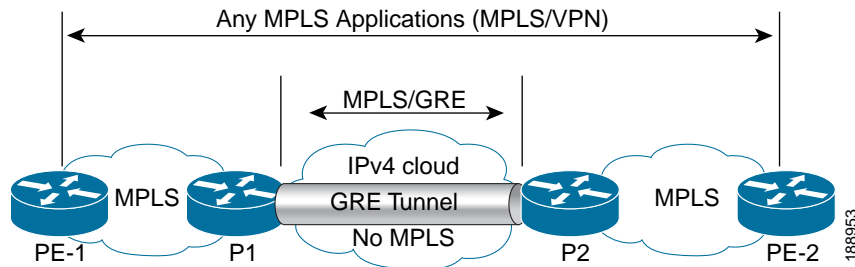 Any MPLS Applications (MPLS/VPN)
MPLS/GRE
IPv4 cloud
MPLS
GRE Tunnel
MPLS
No MPLS
PE-1
P1
P2
PE-2
188953